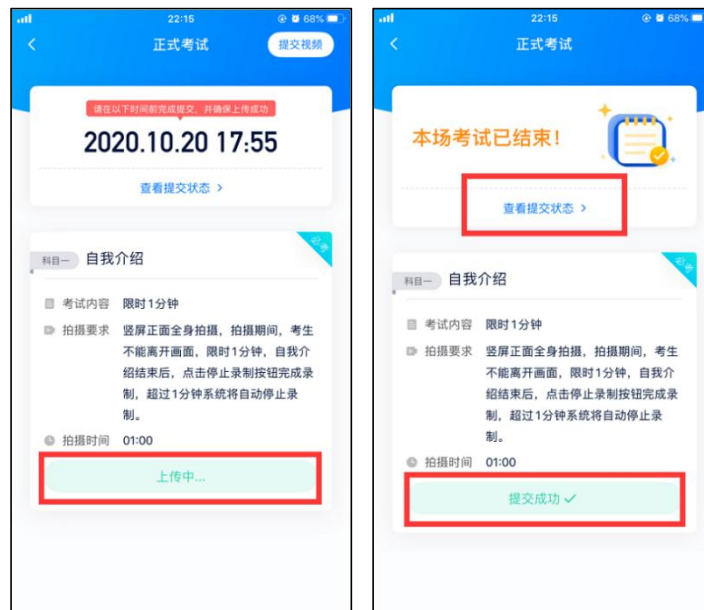 22:15
68%
正式考试
提交视频
请在以下时间前完成提交，并确保上传成功
2020.10.20 17:55
查看提交状态 >
必考
科目一 自我介绍
考试内容 限时1分钟
拍摄要求 竖屏正面全身拍摄，拍摄期间，考生
不能离开画面，限时1分钟，自我介
绍结束后，点击停止录制按钮完成录
制，超过1分钟系统将自动停止录
制。
拍摄时间 01:00
上传中...
22:15
68%
正式考试
本场考试已结束！
查看提交状态 >
必考
科目一 自我介绍
考试内容 限时1分钟
拍摄要求 竖屏正面全身拍摄，拍摄期间，考生
不能离开画面，限时1分钟，自我介
绍结束后，点击停止录制按钮完成录
制，超过1分钟系统将自动停止录
制。
拍摄时间 01:00
提交成功 ✓